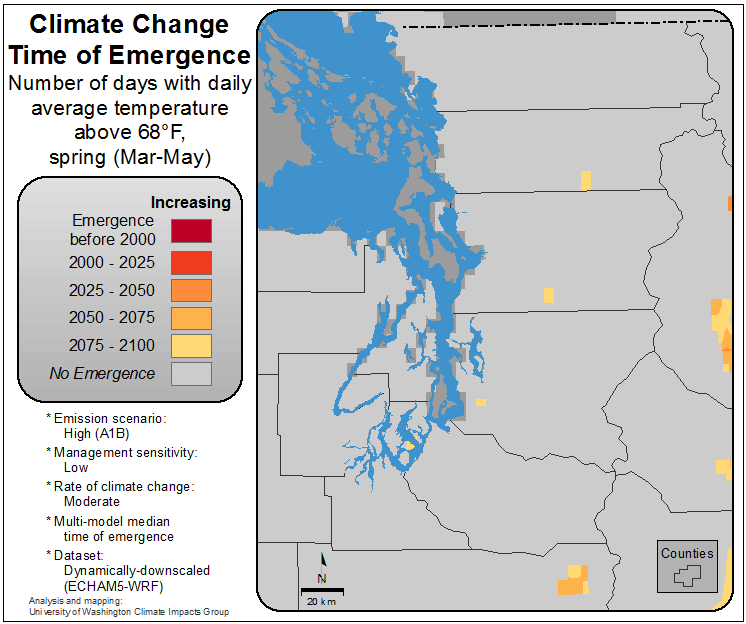 Climate Change
Time of Emergence
Number of days with daily
average temperature
above 68°F,
spring (Mar-May)
Increasing
Emergence
before 2000
2000 - 2025
2025 - 2050
2050 - 2075
2075 - 2100
No Emergence
* Emission scenario:
High (A1B)
* Management sensitivity:
Low
* Rate of climate change:
Moderate
* Multi-model median
time of emergence
* Dataset:
Dynamically-downscaled
(ECHAM5-WRF)
Analysis and mapping:
University of Washington Climate Impacts Group
N
20 km
Counties